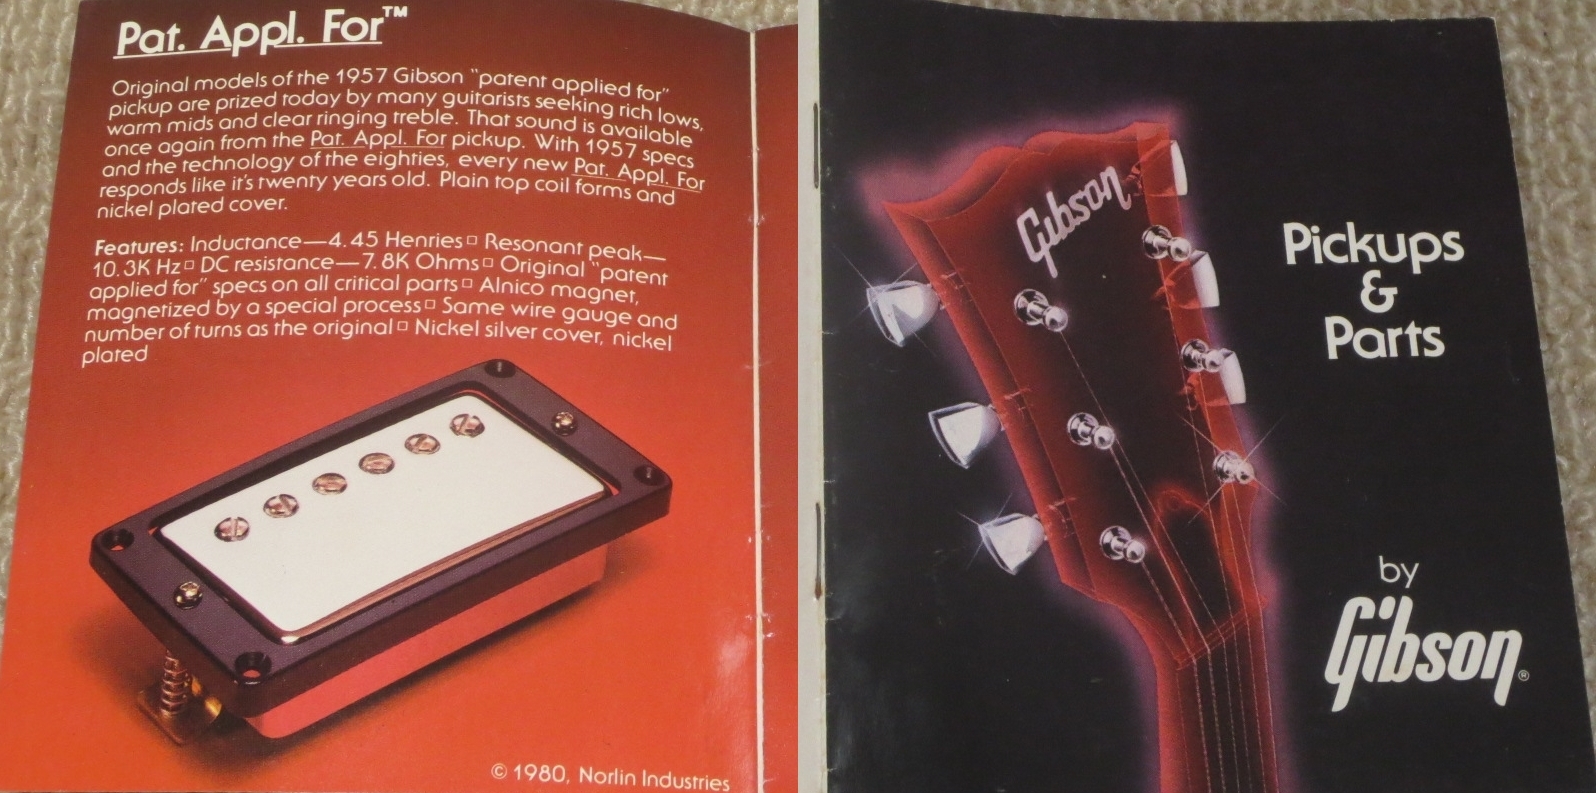 Pat. Appl. For™
Original models of the 1957 Gibson "patent applied for"
pickup are prized today by many guitarists seeking rich lows,
warm mids and clear ringing treble. That sound is available
once again from the Pat. Appl. For pickup. With 1957 specs
and the technology of the eighties, every new Pat. Appl. For
responds like it's twenty years old. Plain top coil forms and
nickel plated cover.
Features: Inductance—4.45 Henries□ Resonant peak—
10.3K Hz□ DC resistance—7.8K Ohms□ Original "patent
applied for" specs on all critical parts□ Alnico magnet,
magnetized by a special process□ Same wire gauge and
number of turns as the original□ Nickel silver cover, nickel
plated
© 1980, Norlin Industries
Gibson
Pickups
&
Parts
by
Gibson®